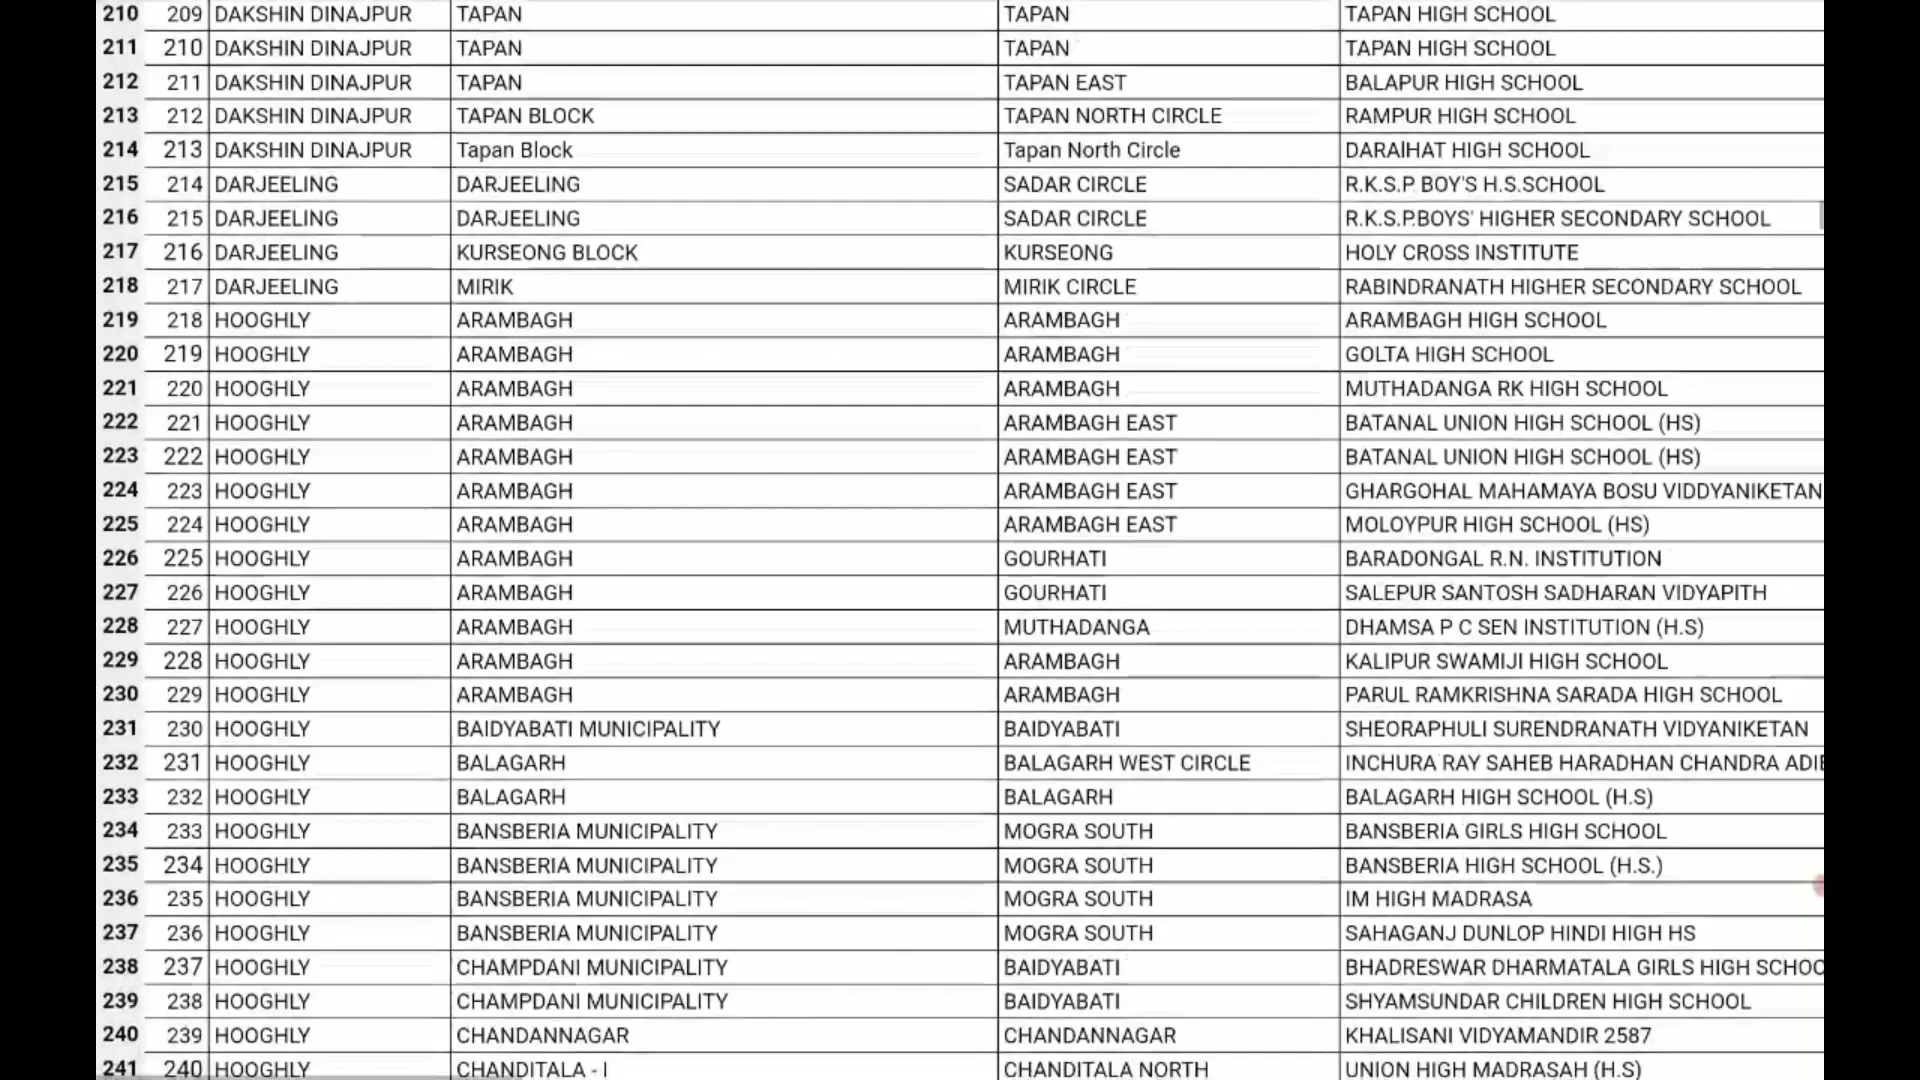 210 209 DAKSHIN DINAJPUR TAPAN TAPAN TAPAN HIGH SCHOOL
211 210 DAKSHIN DINAJPUR TAPAN TAPAN TAPAN HIGH SCHOOL
212 211 DAKSHIN DINAJPUR TAPAN TAPAN EAST BALAPUR HIGH SCHOOL
213 212 DAKSHIN DINAJPUR TAPAN BLOCK TAPAN NORTH CIRCLE RAMPUR HIGH SCHOOL
214 213 DAKSHIN DINAJPUR Tapan Block Tapan North Circle DARAlHAT HIGH SCHOOL
215 214 DARJEELING DARJEELING SADAR CIRCLE R.K.S.P BOY'S H.S.SCHOOL
216 215 DARJEELING DARJEELING SADAR CIRCLE R.K.S.P.BOYS' HIGHER SECONDARY SCHOOL
217 216 DARJEELING KURSEONG BLOCK KURSEONG HOLY CROSS INSTITUTE
218 217 DARJEELING MIRIK MIRIK CIRCLE RABINDRANATH HIGHER SECONDARY SCHOOL
219 218 HOOGHLY ARAMBAGH ARAMBAGH ARAMBAGH HIGH SCHOOL
220 219 HOOGHLY ARAMBAGH ARAMBAGH GOLTA HIGH SCHOOL
221 220 HOOGHLY ARAMBAGH ARAMBAGH MUTHADANGA RK HIGH SCHOOL
222 221 HOOGHLY ARAMBAGH ARAMBAGH EAST BATANAL UNION HIGH SCHOOL (HS)
223 222 HOOGHLY ARAMBAGH ARAMBAGH EAST BATANAL UNION HIGH SCHOOL (HS)
224 223 HOOGHLY ARAMBAGH ARAMBAGH EAST GHARGOHAL MAHAMAYA BOSU VIDDYANIKETAN
225 224 HOOGHLY ARAMBAGH ARAMBAGH EAST MOLOYPUR HIGH SCHOOL (HS)
226 225 HOOGHLY ARAMBAGH GOURHATI BARADONGAL R.N. INSTITUTION
227 226 HOOGHLY ARAMBAGH GOURHATI SALEPUR SANTOSH SADHARAN VIDYAPITH
228 227 HOOGHLY ARAMBAGH MUTHADANGA DHAMSA P C SEN INSTITUTION (H.S)
229 228 HOOGHLY ARAMBAGH ARAMBAGH KALIPUR SWAMIJI HIGH SCHOOL
230 229 HOOGHLY ARAMBAGH ARAMBAGH PARUL RAMKRISHNA SARADA HIGH SCHOOL
231 230 HOOGHLY BAIDYABATI MUNICIPALITY BAIDYABATI SHEORAPHULI SURENDRANATH VIDYANIKETAN
232 231 HOOGHLY BALAGARH BALAGARH WEST CIRCLE INCHURA RAY SAHEB HARADHAN CHANDRA
233 232 HOOGHLY BALAGARH BALAGARH BALAGARH HIGH SCHOOL (H.S)
234 233 HOOGHLY BANSBERIA MUNICIPALITY MOGRA SOUTH BANSBERIA GIRLS HIGH SCHOOL
235 234 HOOGHLY BANSBERIA MUNICIPALITY MOGRA SOUTH BANSBERIA HIGH SCHOOL (H.S.)
236 235 HOOGHLY BANSBERIA MUNICIPALITY MOGRA SOUTH IM HIGH MADRASA
237 236 HOOGHLY BANSBERIA MUNICIPALITY MOGRA SOUTH SAHAGANJ DUNLOP HINDI HIGH HS
238 237 HOOGHLY CHAMPDANI MUNICIPALITY BAIDYABATI BHADRESWAR DHARMATALA GIRLS HIGH SCHOO
239 238 HOOGHLY CHAMPDANI MUNICIPALITY BAIDYABATI SHYAMSUNDAR CHILDREN HIGH SCHOOL
240 239 HOOGHLY CHANDANNAGAR CHANDANNAGAR KHALISANI VIDYAMANDIR 2587
241 240 HOOGHLY CHANDITALA - I CHANDITALA NORTH UNION HIGH MADRASAH (H.S)